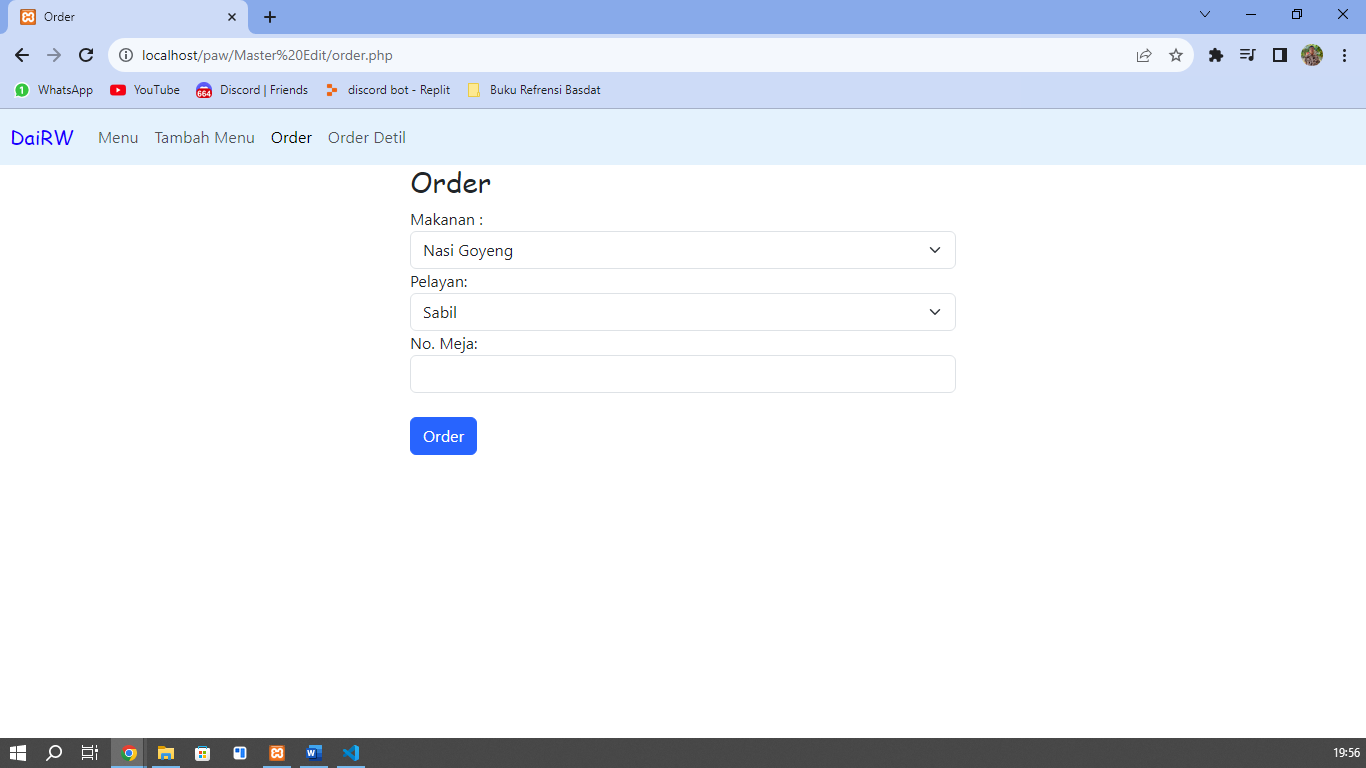 Order
localhost/paw/Master%20Edit/order.php
1 WhatsApp YouTube 664 Discord | Friends discord bot - Replit Buku Refrensi Basdat
DaiRW Menu Tambah Menu Order Order Detil
Order
Makanan :
Nasi Goyeng
Pelayan:
Sabil
No. Meja:
Order
19:56